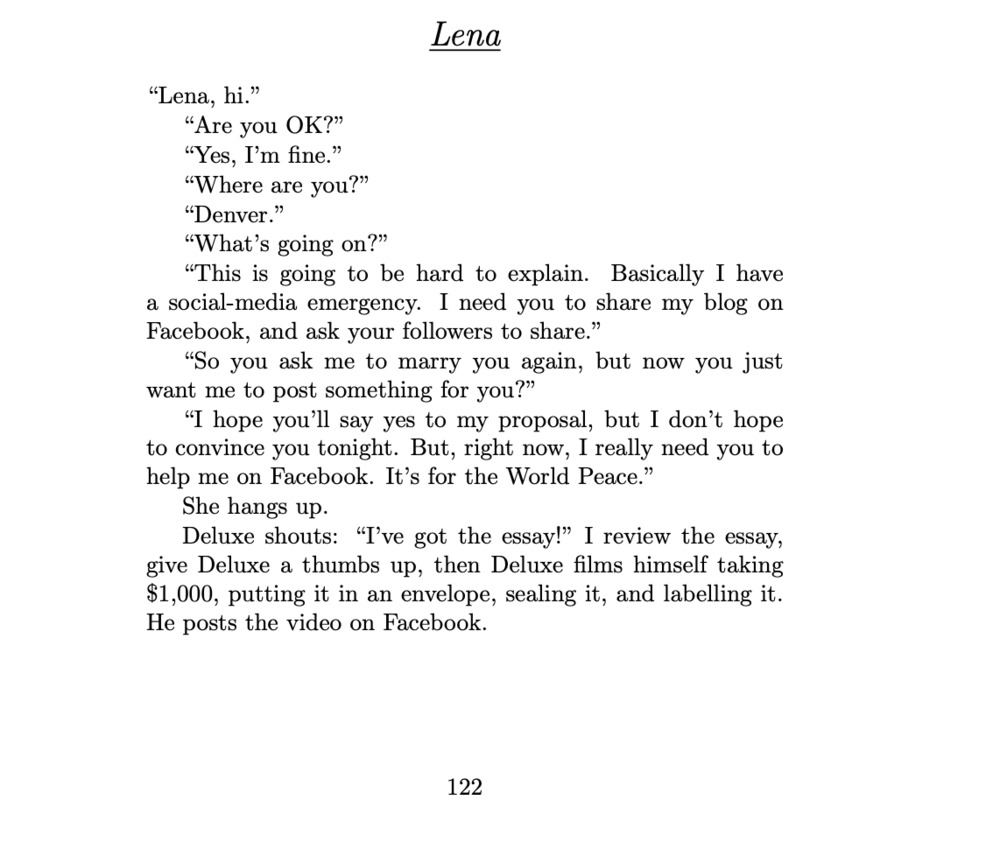 Lena
“Lena, hi.”
“Are you OK?”
“Yes, I’m fine.”
“Where are you?”
“Denver.”
“What’s going on?”
“This is going to be hard to explain. Basically I have
a social-media emergency. I need you to share my blog on
Facebook, and ask your followers to share.”
“So you ask me to marry you again, but now you just
want me to post something for you?”
“I hope you’ll say yes to my proposal, but I don’t hope
to convince you tonight. But, right now, I really need you to
help me on Facebook. It’s for the World Peace.”
She hangs up.
Deluxe shouts: “I’ve got the essay!” I review the essay,
give Deluxe a thumbs up, then Deluxe films himself taking
$1,000, putting it in an envelope, sealing it, and labelling it.
He posts the video on Facebook.
122